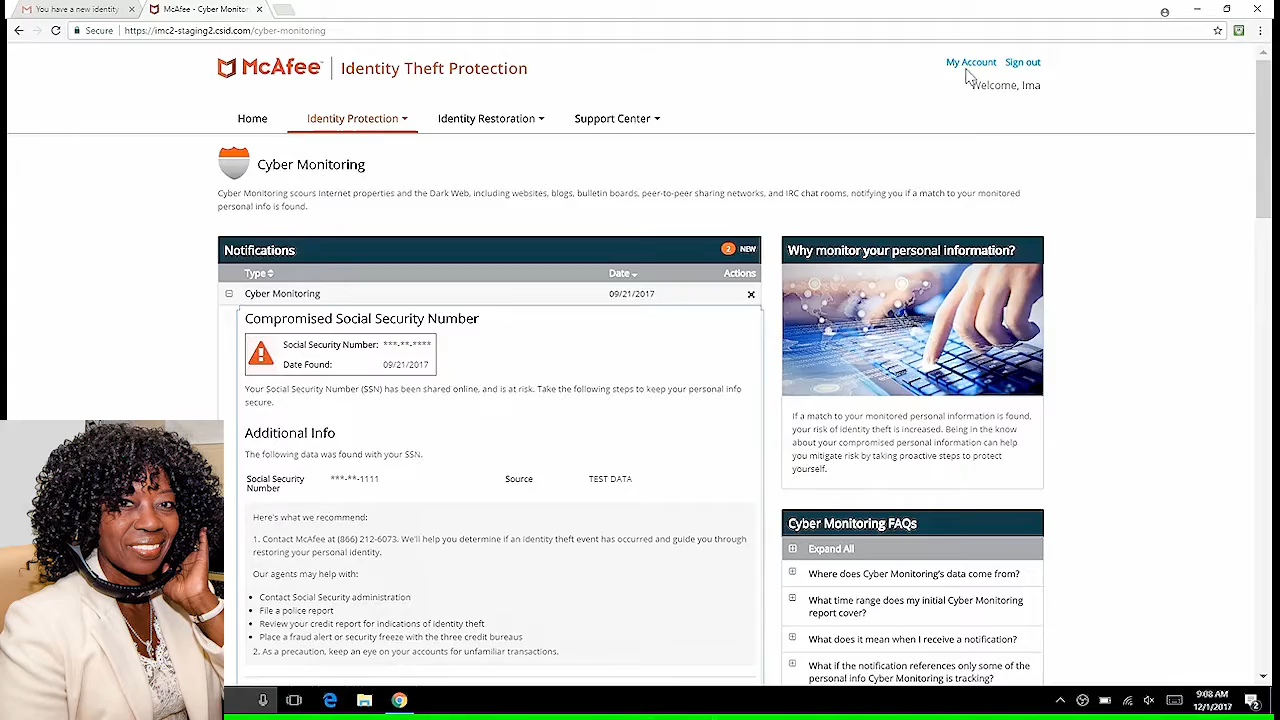 You have a new identity
McAfee - Cyber Monitor
Secure https://imc2-staging2.csid.com/cyber-monitoring
McAfee™ Identity Theft Protection
My Account Sign out
Welcome, Ima
Home Identity Protection Identity Restoration Support Center
Cyber Monitoring
Cyber Monitoring scours Internet properties and the Dark Web, including websites, blogs, bulletin boards, peer-to-peer sharing networks, and IRC chat rooms, notifying you if a match to your monitored
personal info is found.
Notifications 2 NEW
Type Date Actions
Cyber Monitoring 09/21/2017
Compromised Social Security Number
Social Security Number: ***-**-****
Date Found: 09/21/2017
Your Social Security Number (SSN) has been shared online, and is at risk. Take the following steps to keep your personal info
secure.
Additional Info
The following data was found with your SSN.
Social Security ***-**-1111 Source TEST DATA
Number
Here's what we recommend:
1. Contact McAfee at (866) 212-6073. We'll help you determine if an identity theft event has occurred and guide you through
restoring your personal identity.
Our agents may help with:
• Contact Social Security administration
• File a police report
• Review your credit report for indications of identity theft
• Place a fraud alert or security freeze with the three credit bureaus
2. As a precaution, keep an eye on your accounts for unfamiliar transactions.
Why monitor your personal information?
If a match to your monitored personal information is found,
your risk of identity theft is increased. Being in the know
about your compromised personal information can help
you mitigate risk by taking proactive steps to protect
yourself.
Cyber Monitoring FAQs
Expand All
Where does Cyber Monitoring's data come from?
What time range does my initial Cyber Monitoring
report cover?
What does it mean when I receive a notification?
What if the notification references only some of the
personal info Cyber Monitoring is tracking?
9:08 AM
12/1/2017
2